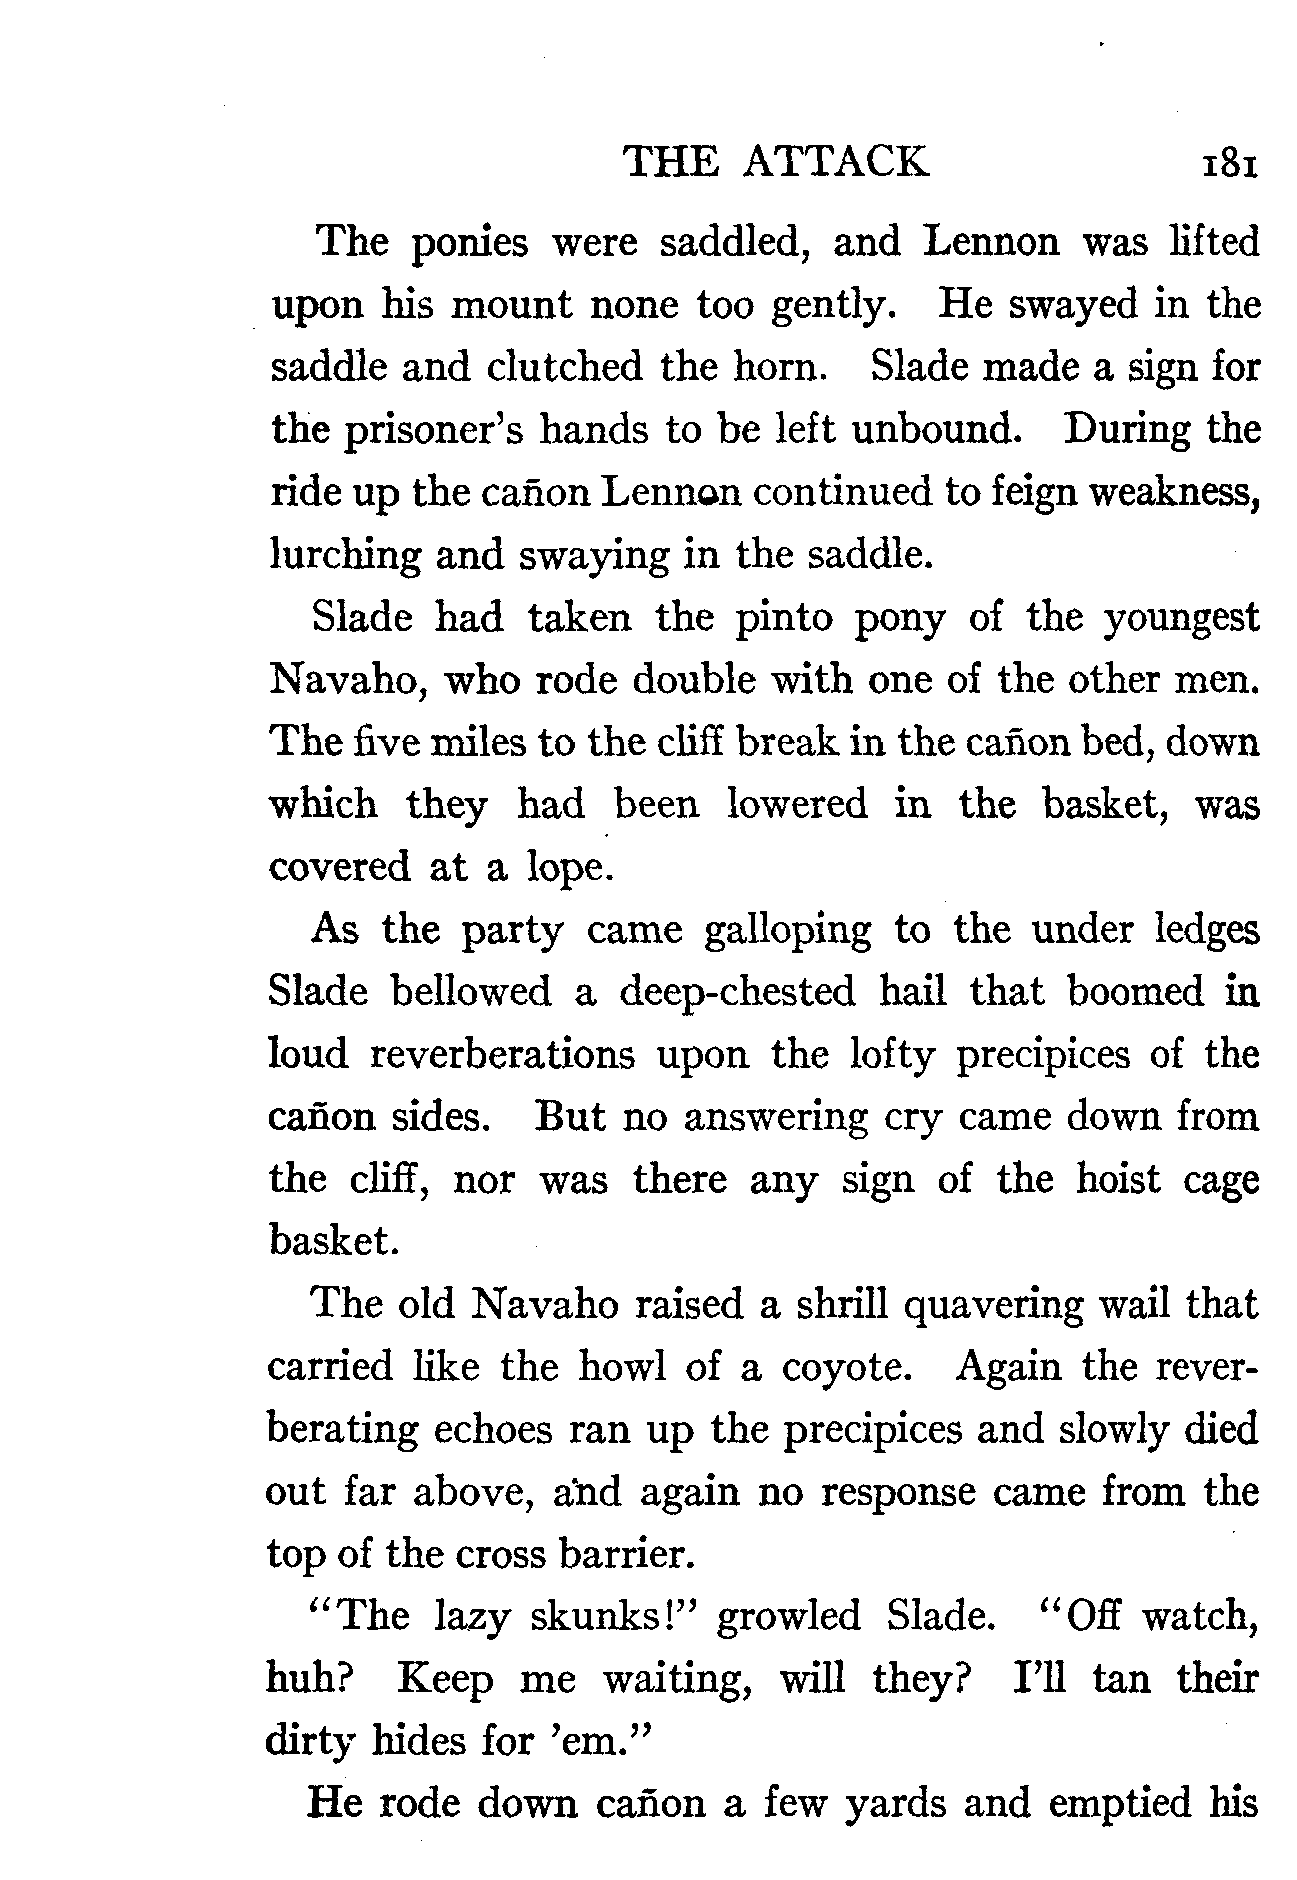 THE ATTACK 181
The ponies were saddled, and Lennon was lifted
upon his mount none too gently. He swayed in the
saddle and clutched the horn. Slade made a sign for
the prisoner's hands to be left unbound. During the
ride up the cañon Lennon continued to feign weakness,
lurching and swaying in the saddle.
Slade had taken the pinto pony of the youngest
Navaho, who rode double with one of the other men.
The five miles to the cliff break in the cañon bed, down
which they had been lowered in the basket, was
covered at a lope.
As the party came galloping to the under ledges
Slade bellowed a deep-chested hail that boomed in
loud reverberations upon the lofty precipices of the
cañon sides. But no answering cry came down from
the cliff, nor was there any sign of the hoist cage
basket.
The old Navaho raised a shrill quavering wail that
carried like the howl of a coyote. Again the rever-
berating echoes ran up the precipices and slowly died
out far above, and again no response came from the
top of the cross barrier.
"The lazy skunks!" growled Slade. "Off watch,
huh? Keep me waiting, will they? I'll tan their
dirty hides for 'em."
He rode down cañon a few yards and emptied his